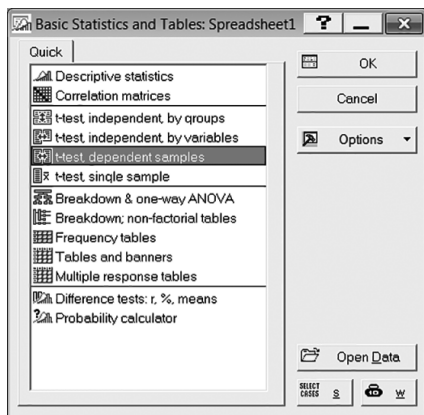 Basic Statistics and Tables: Spreadsheet1 ? _ X
Quick
Descriptive statistics
Correlation matrices
t-test, independent, by groups
t-test, independent, by variables
t-test, dependent samples
t-test, single sample
Breakdown & one-way ANOVA
Breakdown; non-factorial tables
Frequency tables
Tables and banners
Multiple response tables
Difference tests: r, %, means
Probability calculator
OK
Cancel
Options
Open Data
SELECT CASES S W